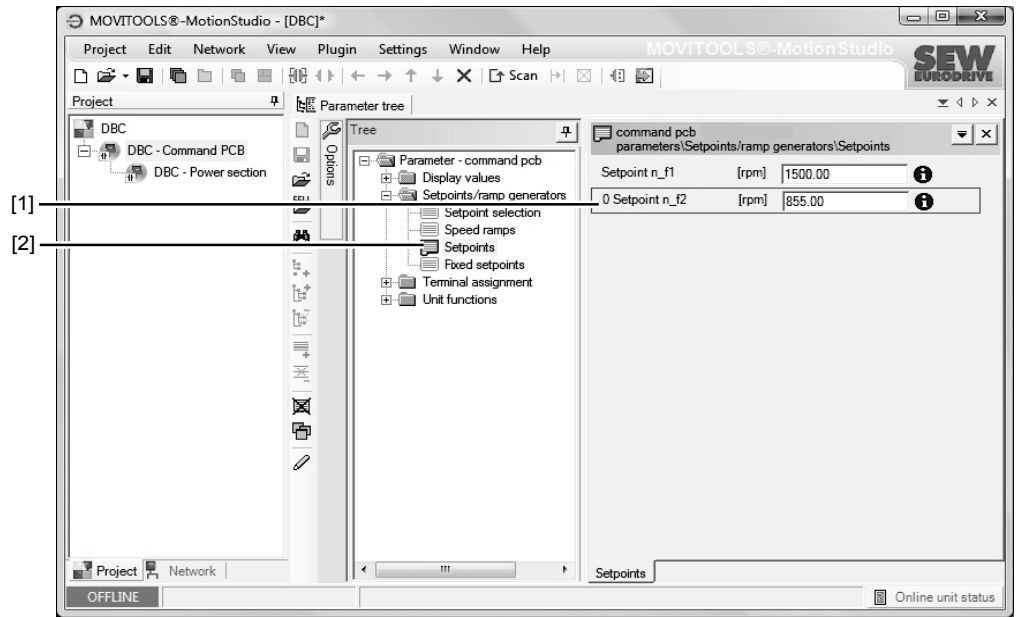 MOVITOOLS®-MotionStudio - [DBC]*
Project Edit Network View Plugin Settings Window Help
MOVITOOLS®-MotionStudio
SEW
EURODRIVE
Scan
Project
Parameter tree
DBC
DBC - Command PCB
DBC - Power section
Options
Tree
Parameter - command pcb
Display values
Setpoints/ramp generators
Setpoint selection
Speed ramps
Setpoints
Fixed setpoints
Terminal assignment
Unit functions
command pcb
parameters\Setpoints/ramp generators\Setpoints
Setpoint n_f1 [rpm] 1500.00
0 Setpoint n_f2 [rpm] 855.00
[1]
[2]
Project Network
Setpoints
OFFLINE
Online unit status